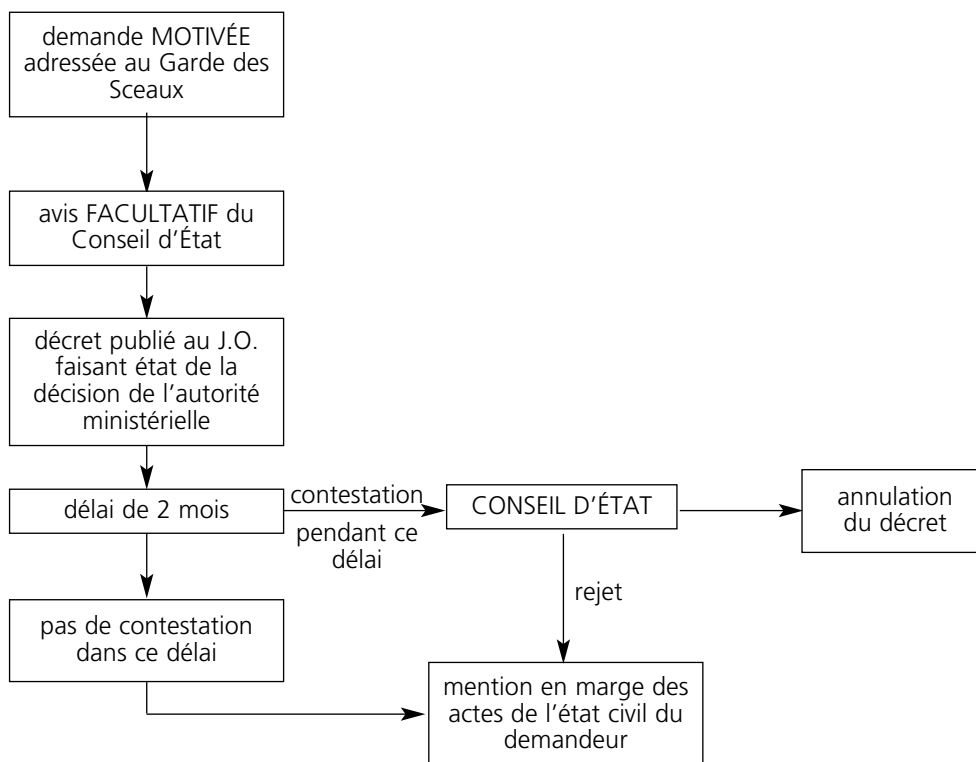 demande MOTIVÉE
adressée au Garde des
Sceaux
avis FACULTATIF du
Conseil d'État
décret publié au J.O.
faisant état de la
décision de l'autorité
ministérielle
délai de 2 mois
contestation
pendant ce
délai
CONSEIL D'ÉTAT
annulation
du décret
rejet
pas de contestation
dans ce délai
mention en marge des
actes de l'état civil du
demandeur